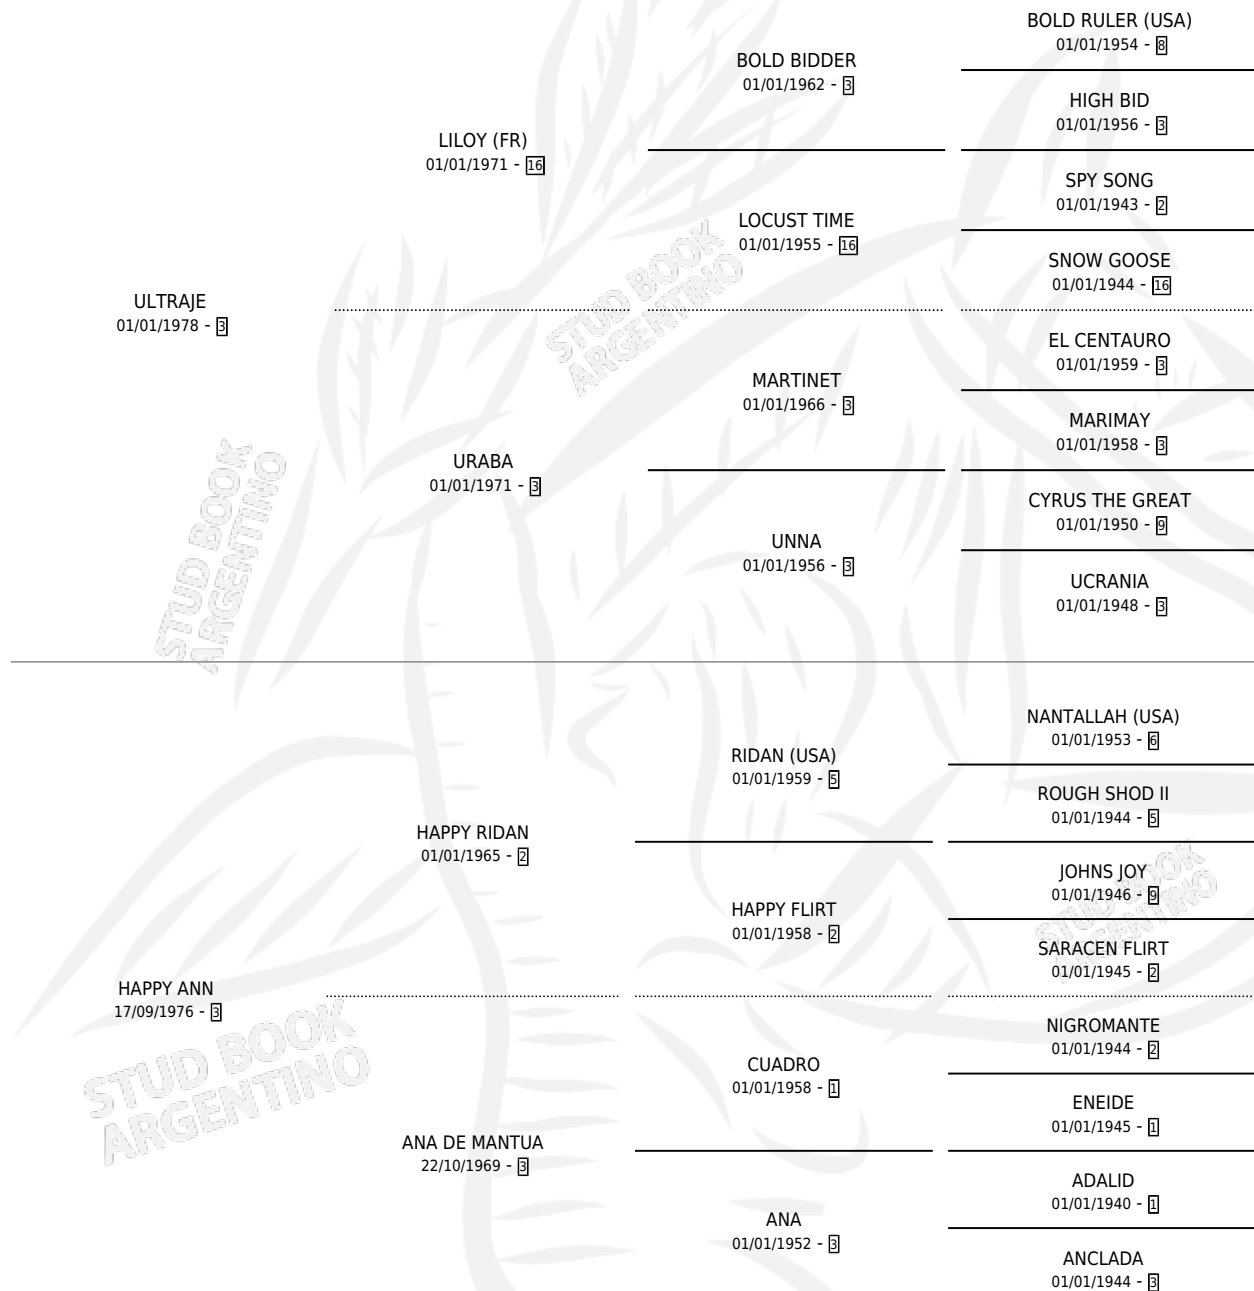 BOLD RULER (USA)
01/01/1954 - 8
BOLD BIDDER
01/01/1962 - 3
HIGH BID
01/01/1956 - 3
LILOY (FR)
01/01/1971 - 16
SPY SONG
01/01/1943 - 2
LOCUST TIME
01/01/1955 - 16
SNOW GOOSE
01/01/1944 - 16
ULTRAJE
01/01/1978 - 3
EL CENTAURO
01/01/1959 - 3
MARTINET
01/01/1966 - 3
MARIMAY
01/01/1958 - 3
URABA
01/01/1971 - 3
CYRUS THE GREAT
01/01/1950 - 9
UNNA
01/01/1956 - 3
UCRANIA
01/01/1948 - 3
STUD BOOK
ARGENTINO
STUD BOOK
ARGENTINO
NANTALLAH (USA)
01/01/1953 - 6
RIDAN (USA)
01/01/1959 - 5
ROUGH SHOD II
01/01/1944 - 5
HAPPY RIDAN
01/01/1965 - 2
JOHNS JOY
01/01/1946 - 9
HAPPY FLIRT
01/01/1958 - 2
SARACEN FLIRT
01/01/1945 - 2
HAPPY ANN
17/09/1976 - 3
NIGROMANTE
01/01/1944 - 2
CUADRO
01/01/1958 - 1
ENEIDE
01/01/1945 - 1
ANA DE MANTUA
22/10/1969 - 3
ADALID
01/01/1940 - 1
ANA
01/01/1952 - 3
ANCLADA
01/01/1944 - 3
STUD BOOK
ARGENTINO
STUD BOOK
ARGENTINO